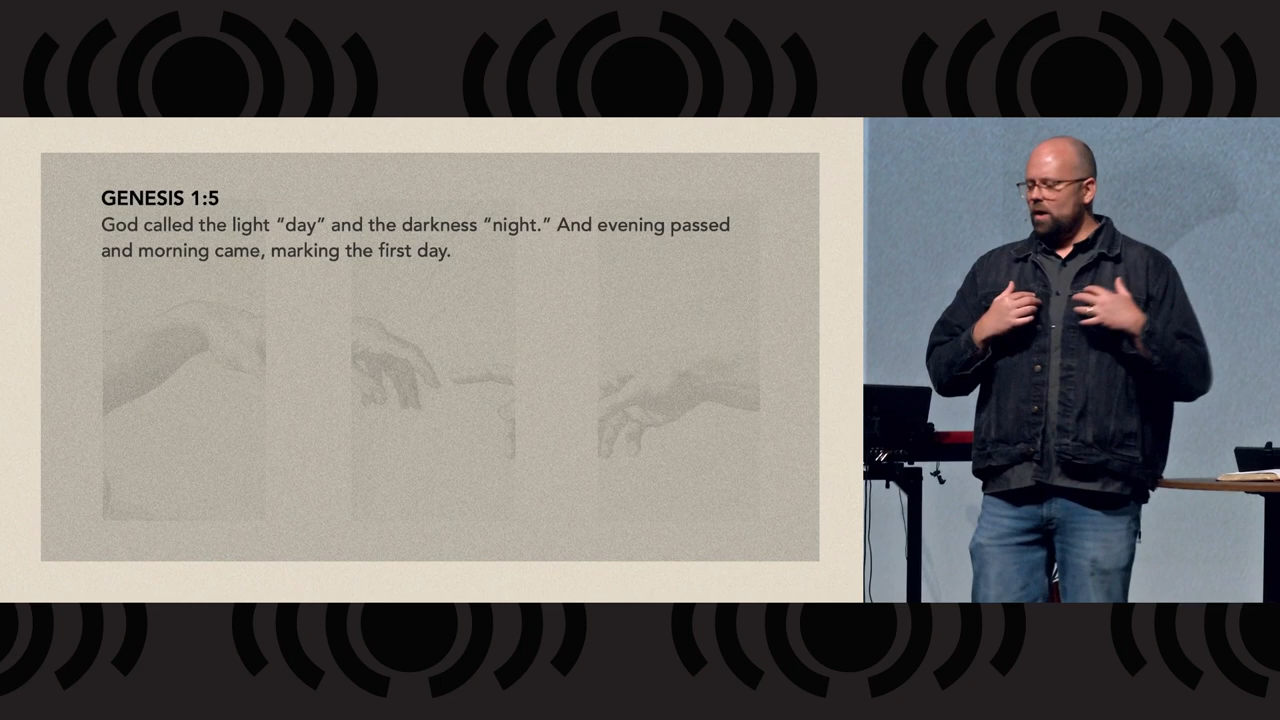 GENESIS 1:5
God called the light “day” and the darkness “night.” And evening passed
and morning came, marking the first day.